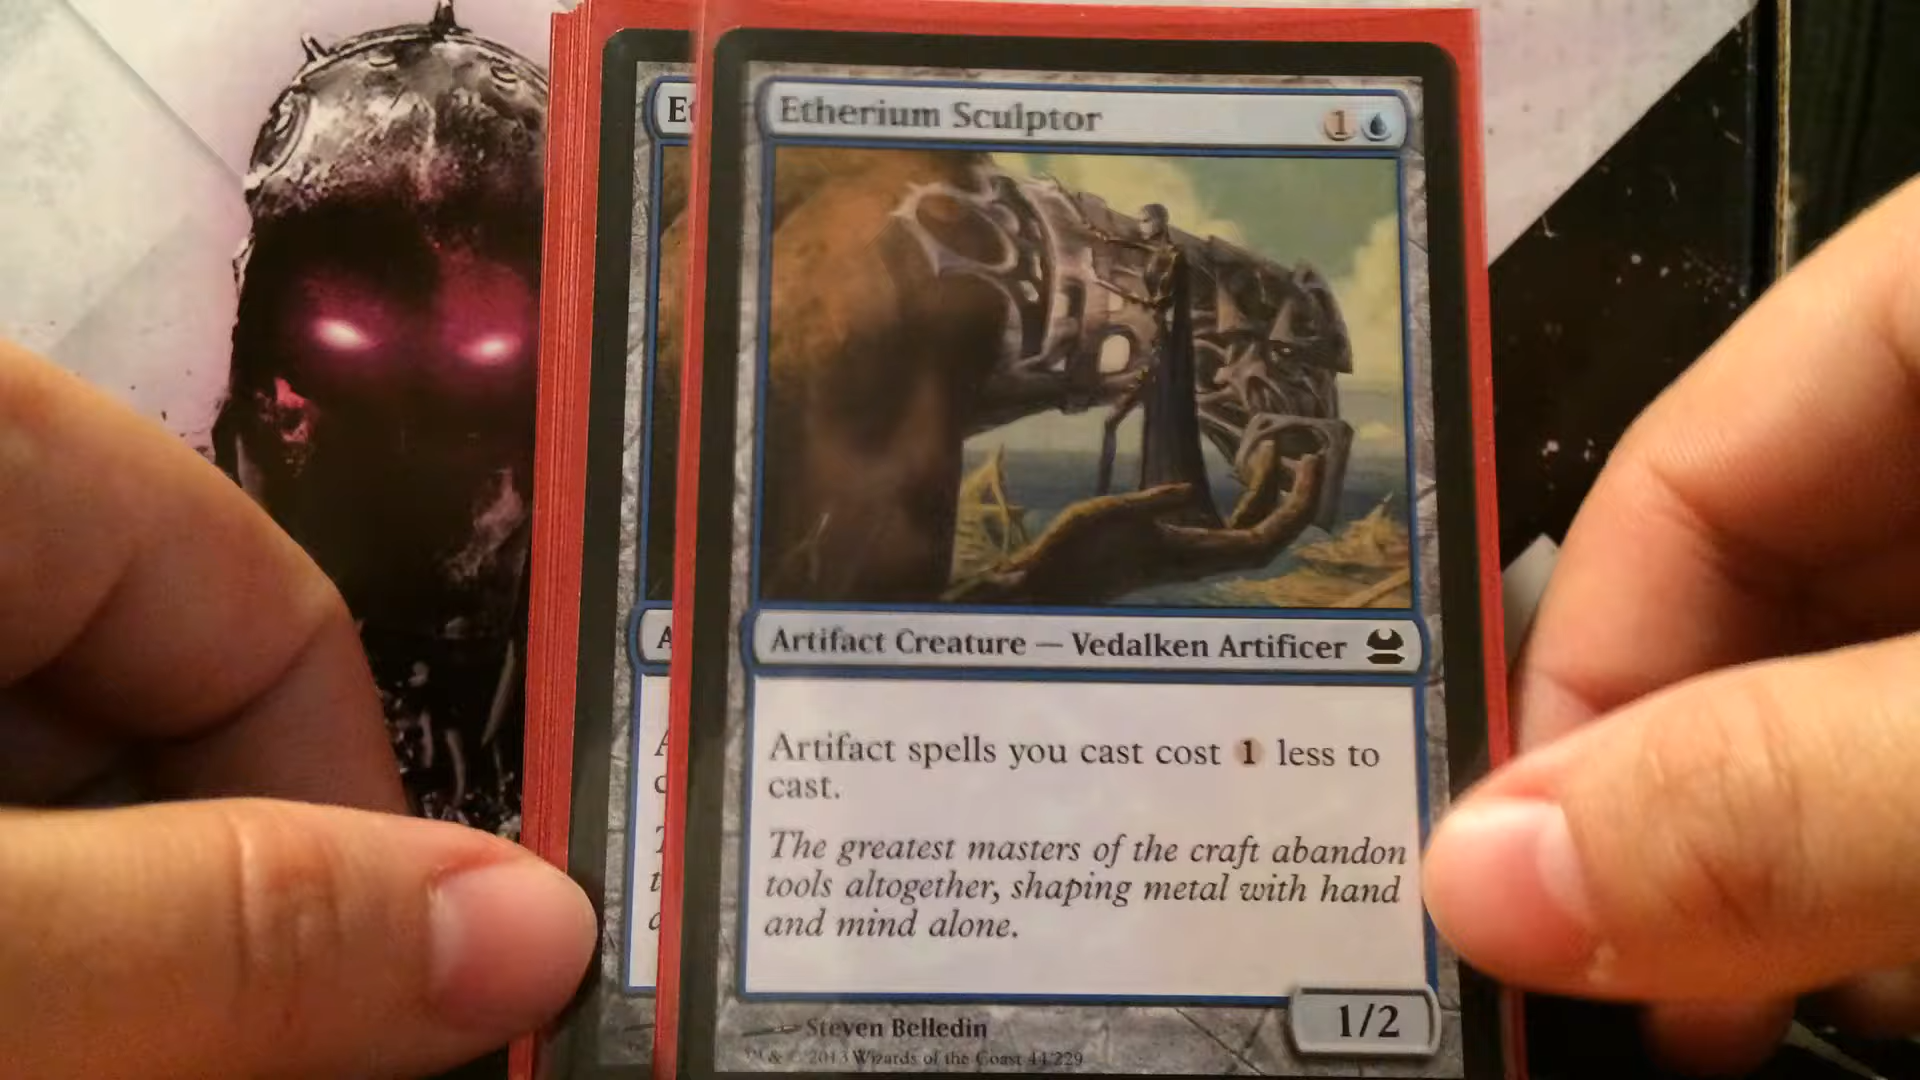 Et
Etherium Sculptor
1
A
Artifact Creature — Vedalken Artificer
Artifact spells you cast cost 1 less to
cast.
The greatest masters of the craft abandon
tools altogether, shaping metal with hand
and mind alone.
1/2
Steven Belledin
™ & © 2013 Wizards of the Coast 44/229